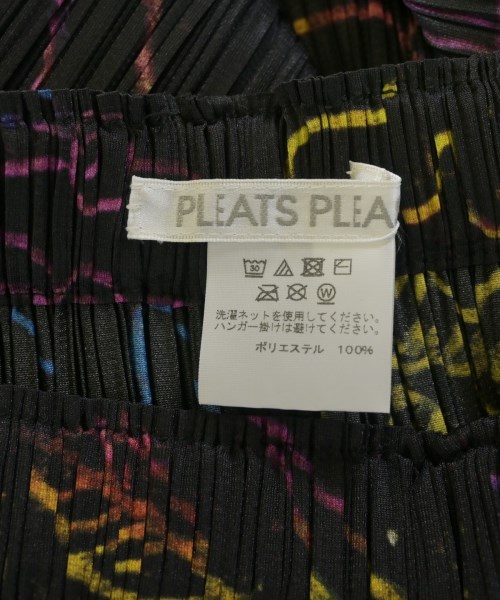 PLEATS PLEA
30
W
洗濯ネットを使用してください。
ハンガー掛けは避けてください。
ポリエステル 100%